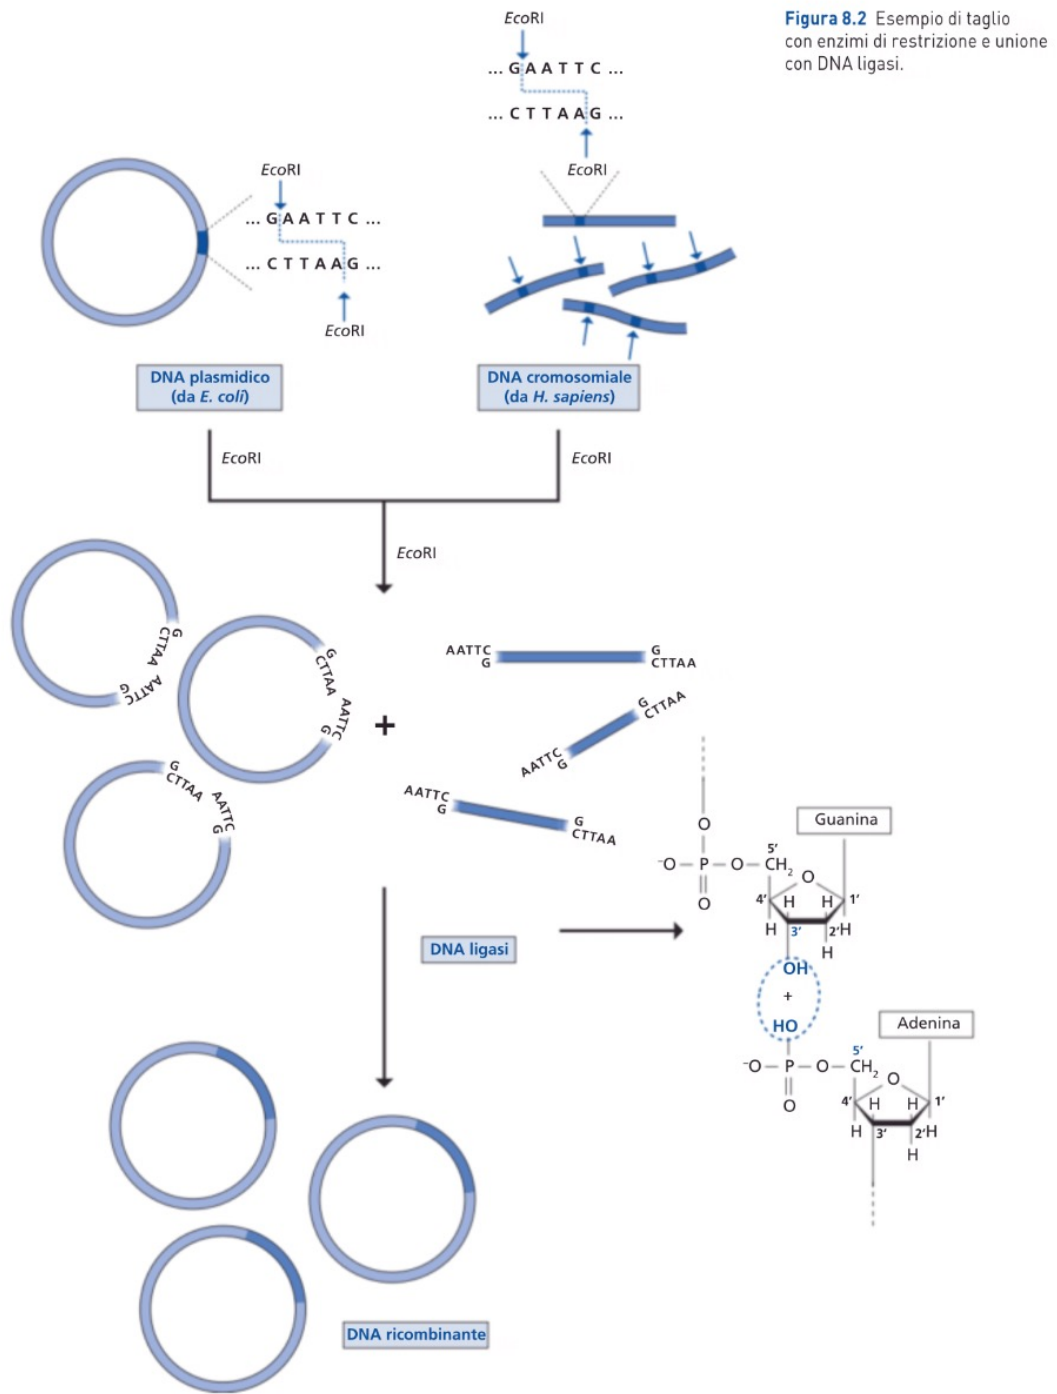 Figura 8.2 Esempio di taglio
con enzimi di restrizione e unione
con DNA ligasi.
EcoRI
... G A A T T C ...
... C T T A A G ...
EcoRI
EcoRI
... G A A T T C ...
... C T T A A G ...
EcoRI
DNA plasmidico
(da E. coli)
DNA cromosomiale
(da H. sapiens)
EcoRI
EcoRI
EcoRI
G
CTTAA
AATTC
G
G
CTTAA
AATTC
G
G
CTTAA
AATTC
G
+
AATTC
G
G
CTTAA
AATTC
G
G
CTTAA
AATTC
G
G
CTTAA
DNA ligasi
O
Guanina
5'
⁻O — P — O — CH₂
O
O
4'
H
H
1'
H
3'
2'
H
H
OH
+
HO
Adenina
5'
⁻O — P — O — CH₂
O
O
4'
H
H
1'
H
3'
2'
H
H
DNA ricombinante